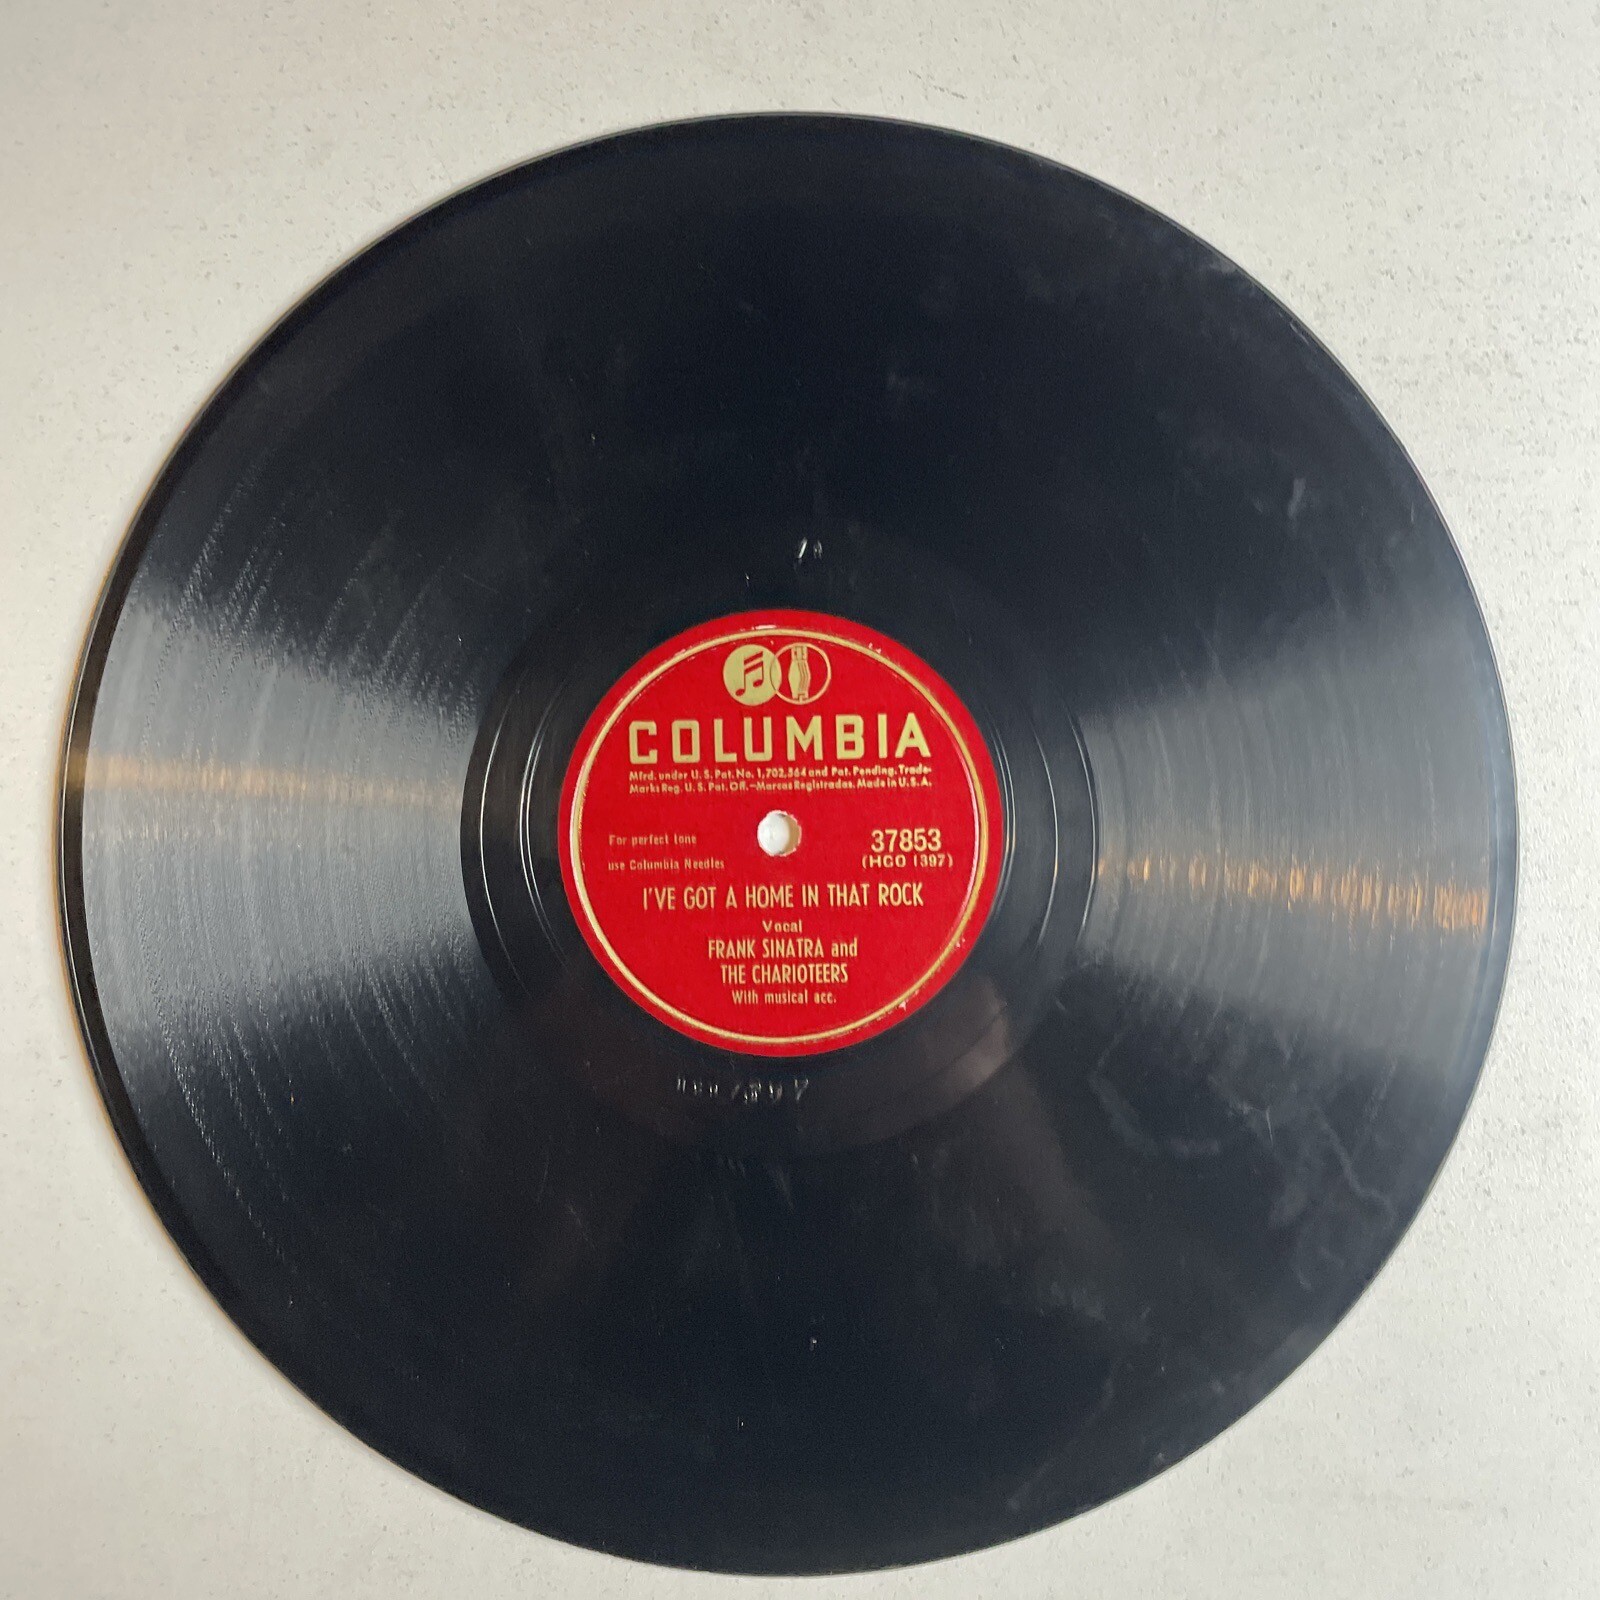 COLUMBIA
Mfrd. under U. S. Pat. No. 1,702,564 and Pat. Pending. Trade-
Marks Reg. U. S. Pat. Off.—Marcas Registradas. Made in U. S. A.
For perfect tone
use Columbia Needles
37853
(HCO 1397)
I'VE GOT A HOME IN THAT ROCK
Vocal
FRANK SINATRA and
THE CHARIOTEERS
With musical acc.